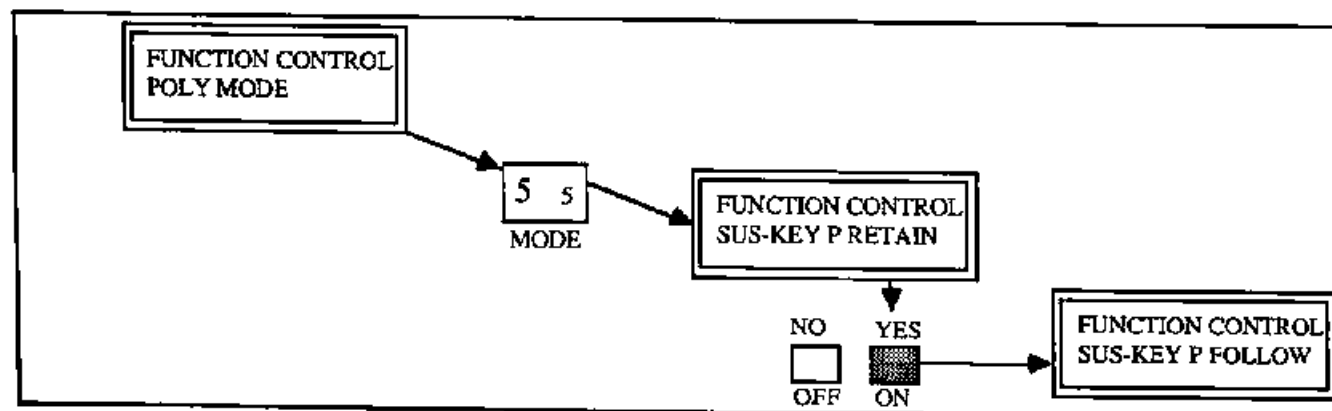 FUNCTION CONTROL
POLY MODE
5 5
MODE
FUNCTION CONTROL
SUS-KEY P RETAIN
NO YES
OFF ON
FUNCTION CONTROL
SUS-KEY P FOLLOW